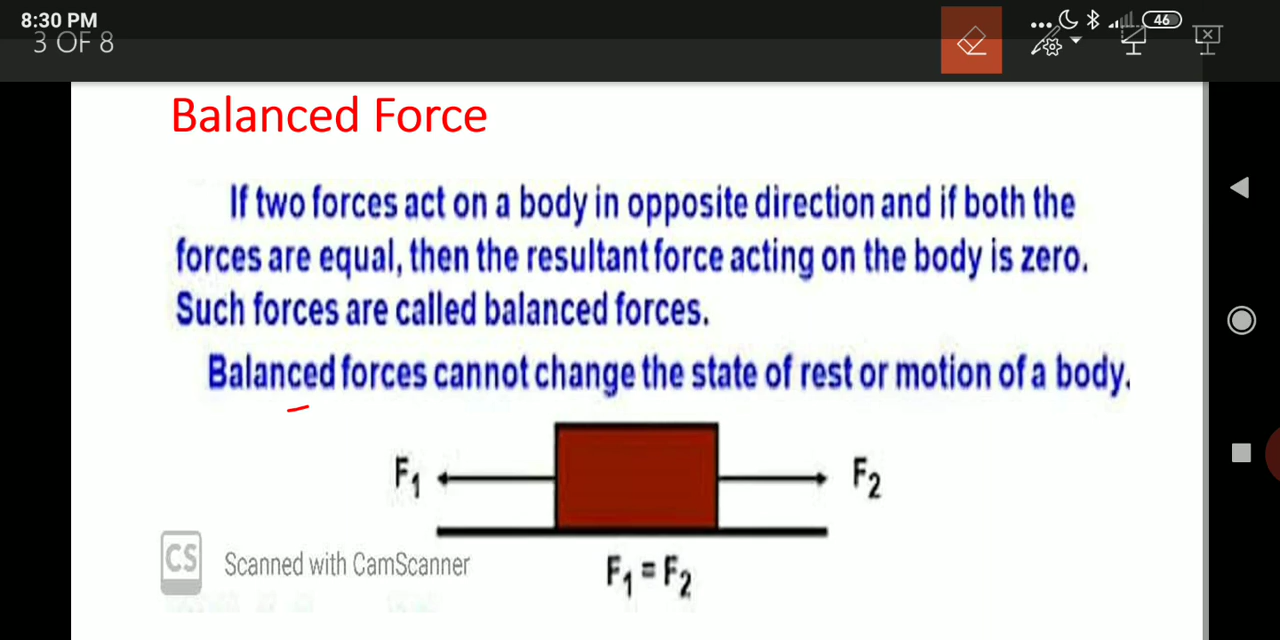 8:30 PM
46
3 OF 8
Balanced Force
If two forces act on a body in opposite direction and if both the
forces are equal, then the resultant force acting on the body is zero.
Such forces are called balanced forces.
Balanced forces cannot change the state of rest or motion of a body.
F₁ F₂
CS Scanned with CamScanner
F₁ = F₂